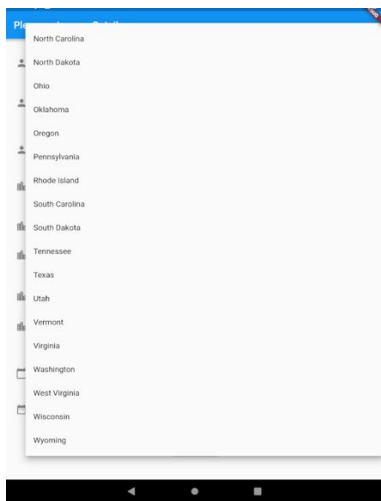 Ple
North Carolina
North Dakota
Ohio
Oklahoma
Oregon
Pennsylvania
Rhode Island
South Carolina
South Dakota
Tennessee
Texas
Utah
Vermont
Virginia
Washington
West Virginia
Wisconsin
Wyoming